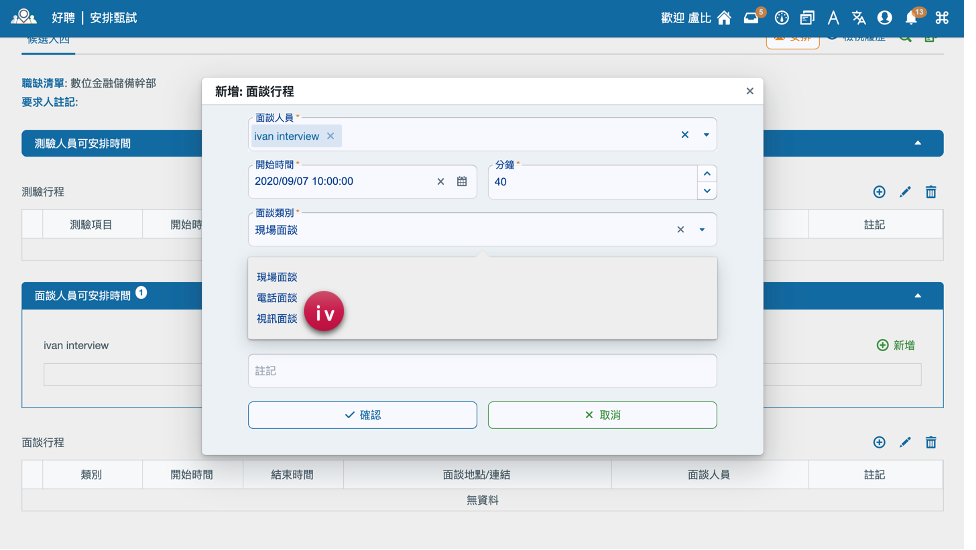 好聘 | 安排甄試
歡迎 盧比
5
13
候選人四
安排
檢視履歷
職缺清單: 數位金融儲備幹部
要求人註記:
新增: 面談行程
測驗人員可安排時間
面談人員*
ivan interview
開始時間*
2020/09/07 10:00:00
分鐘*
40
測驗行程
面談類別*
現場面談
測驗項目
開始時
註記
現場面談
電話面談
視訊面談
iv
面談人員可安排時間 1
ivan interview
新增
註記
確認
取消
面談行程
類別
開始時間
結束時間
面談地點/連結
面談人員
註記
無資料